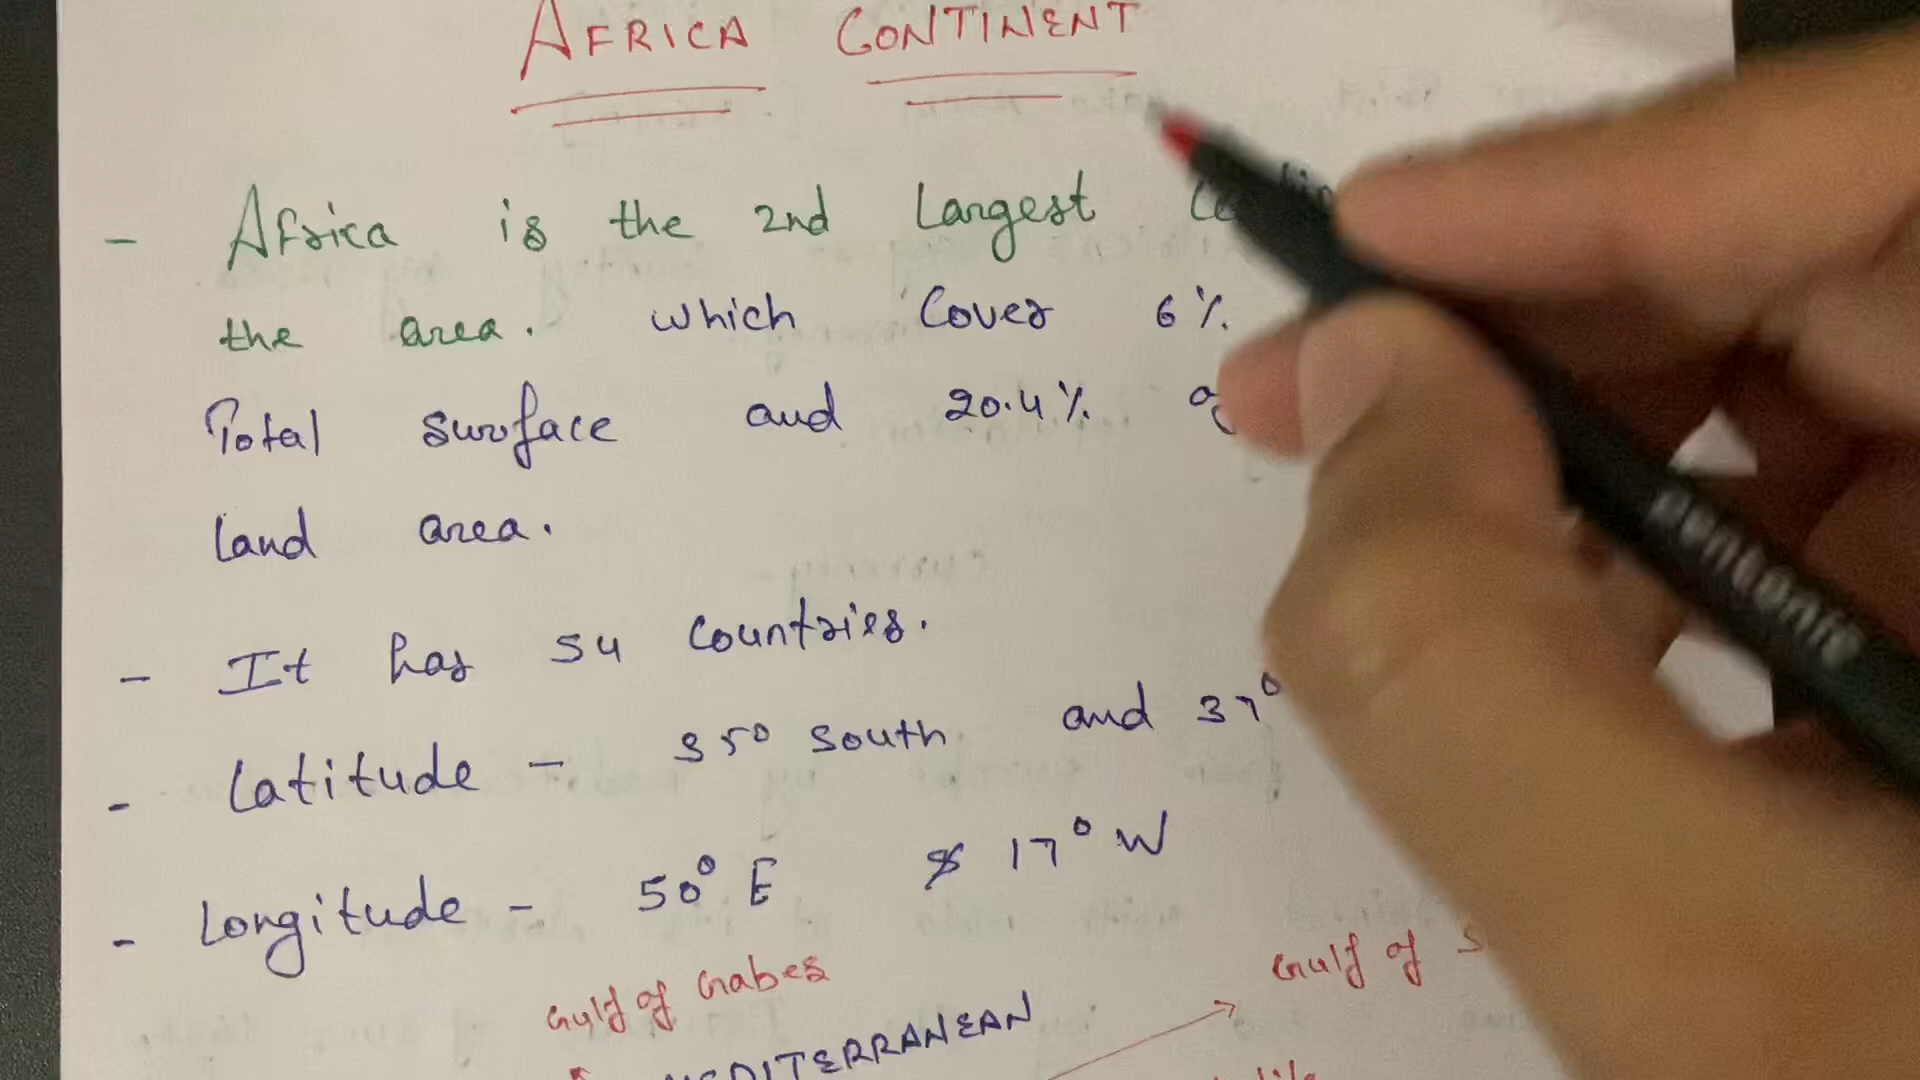 AFRICA CONTINENT
- Africa is the 2nd Largest
the area. which Cover 6%
Total surface and 20.4%
Land area.
- It has 54 countries.
- Latitude - 35° South and 37°
- Longitude - 50° E & 17° W
Gulf of Gabes
Gulf of
MEDITERRANEAN
pentonic